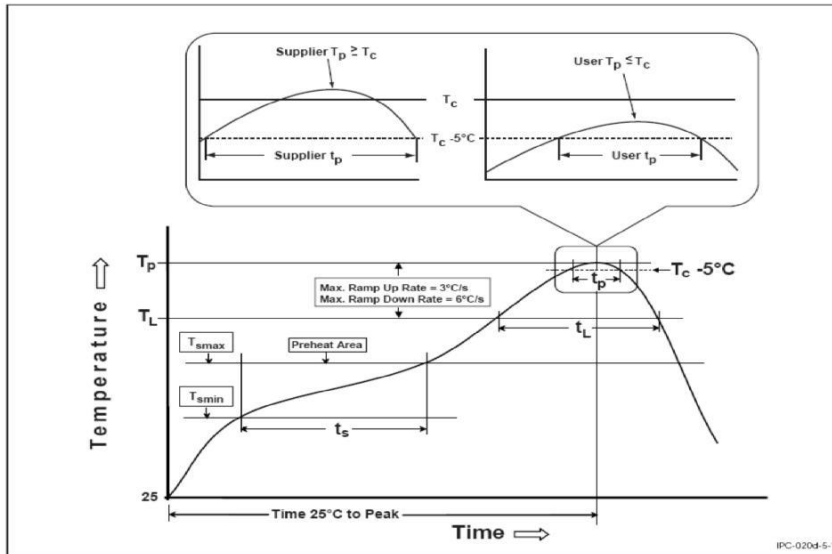 Supplier Tp ≥ Tc
User Tp ≤ Tc
Tc
Tc -5°C
Supplier tp
User tp
Tp
Tc -5°C
tp
Max. Ramp Up Rate = 3°C/s
Max. Ramp Down Rate = 6°C/s
TL
tL
Tsmax
Preheat Area
Tsmin
ts
Temperature
25
Time 25°C to Peak
Time
IPC-020d-5-